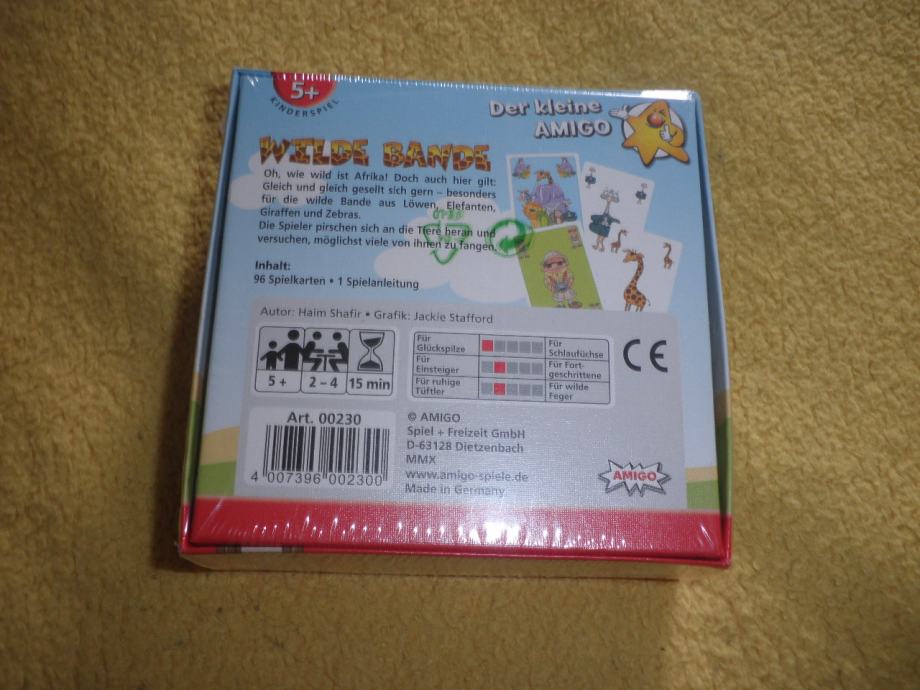 5+
KINDERSPIEL
Der kleine
AMIGO
WILDE BANDE
Oh, wie wild ist Afrika! Doch auch hier gilt:
Gleich und gleich gesellt sich gern – besonders
für die wilde Bande aus Löwen, Elefanten,
Giraffen und Zebras.
Die Spieler pirschen sich an die Tiere heran und
versuchen, möglichst viele von ihnen zu fangen.
Inhalt:
96 Spielkarten • 1 Spielanleitung
Autor: Haim Shafir • Grafik: Jackie Stafford
5 +
2 – 4
15 min
Für
Glückspilze
Für
Schlaufüchse
Für
Einsteiger
Für Fort-
geschrittene
Für ruhige
Tüftler
Für wilde
Feger
CE
Art. 00230
4 007396 002300
© AMIGO
Spiel + Freizeit GmbH
D-63128 Dietzenbach
MMX
www.amigo-spiele.de
Made in Germany
AMIGO